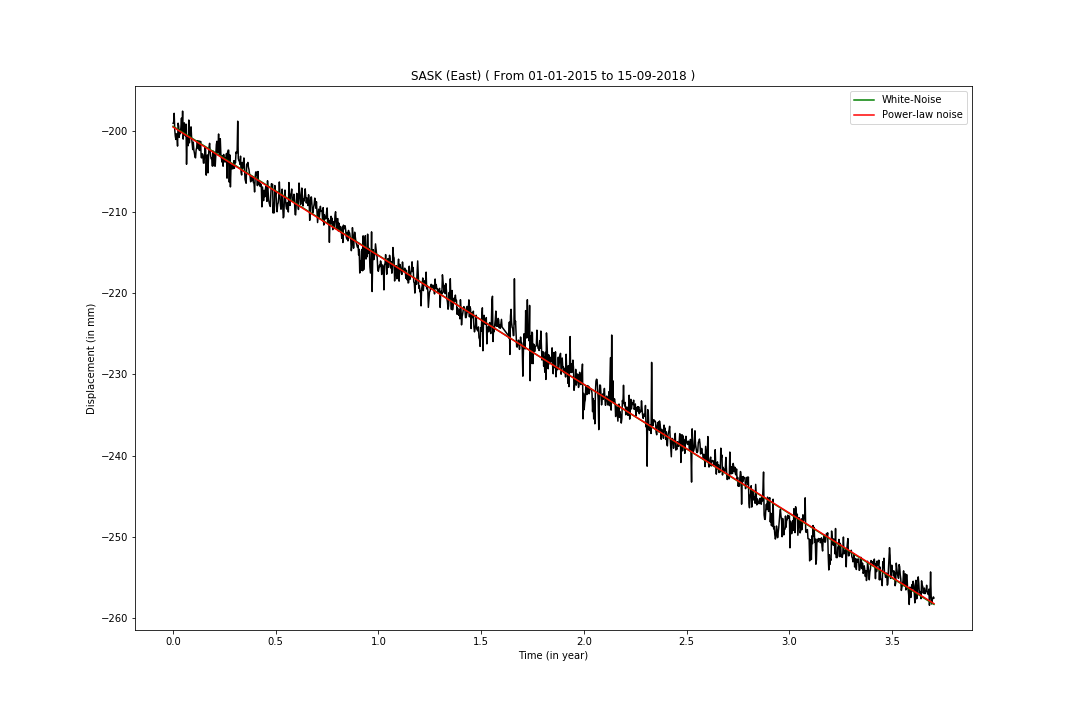 SASK (East) ( From 01-01-2015 to 15-09-2018 )
White-Noise
Power-law noise
−200
−210
−220
−230
−240
−250
−260
Displacement (in mm)
0.0 0.5 1.0 1.5 2.0 2.5 3.0 3.5
Time (in year)